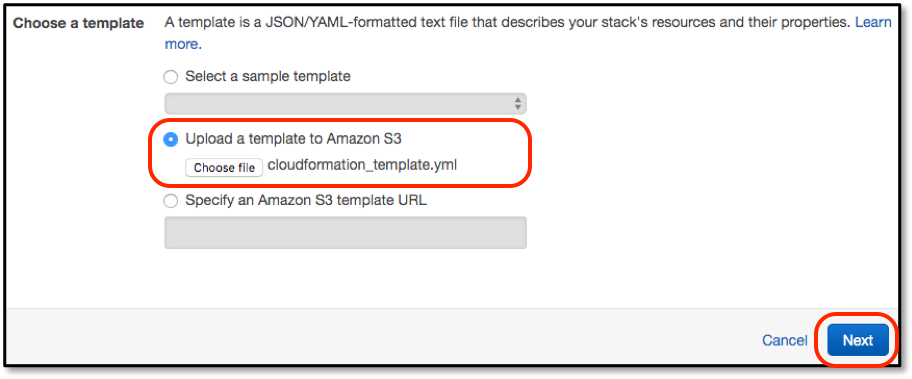 Choose a template
A template is a JSON/YAML-formatted text file that describes your stack's resources and their properties. Learn
more.
Select a sample template
Upload a template to Amazon S3
Choose file cloudformation_template.yml
Specify an Amazon S3 template URL
Cancel
Next